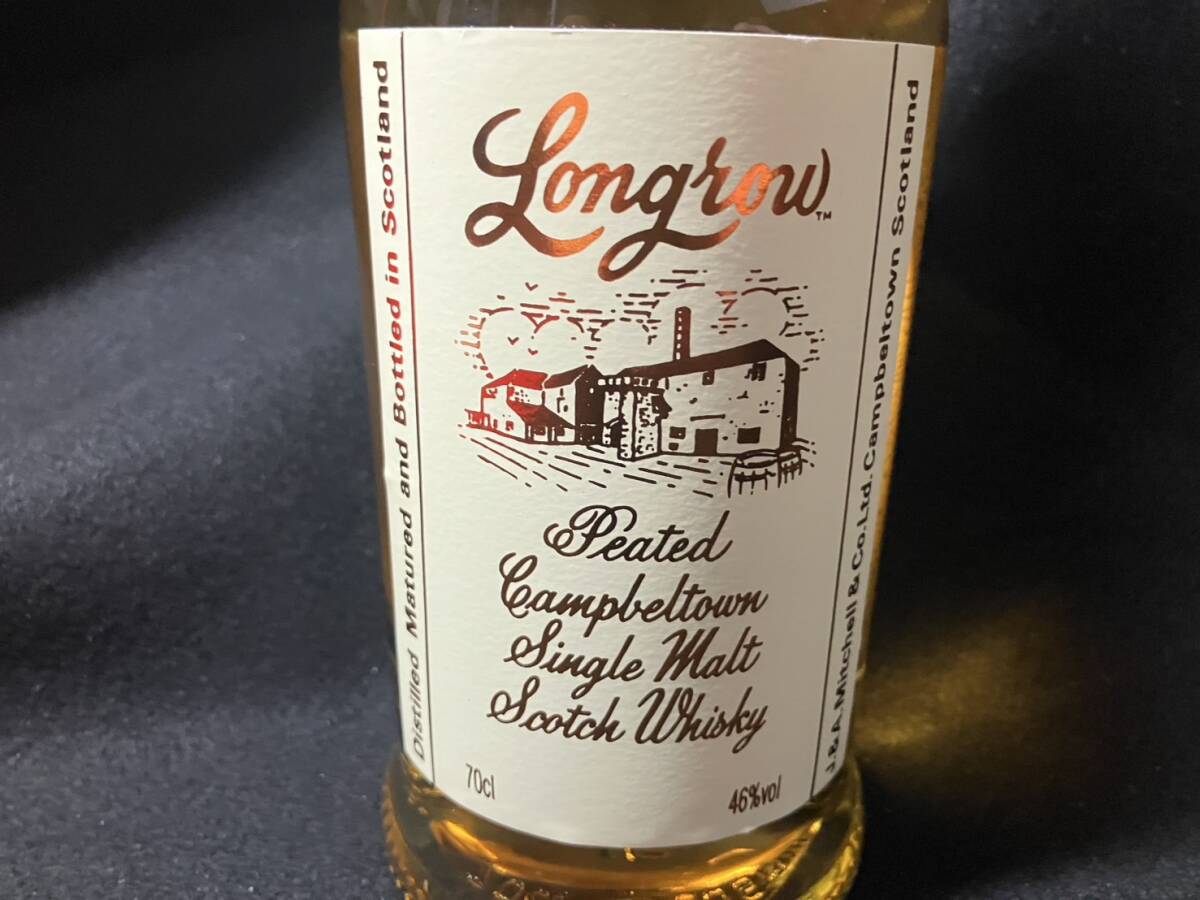 Longrow™
Peated
Campbeltown
Single Malt
Scotch Whisky
70cl
46%vol
Distilled Matured and Bottled in Scotland
J.&A.Mitchell & Co.Ltd. Campbeltown Scotland